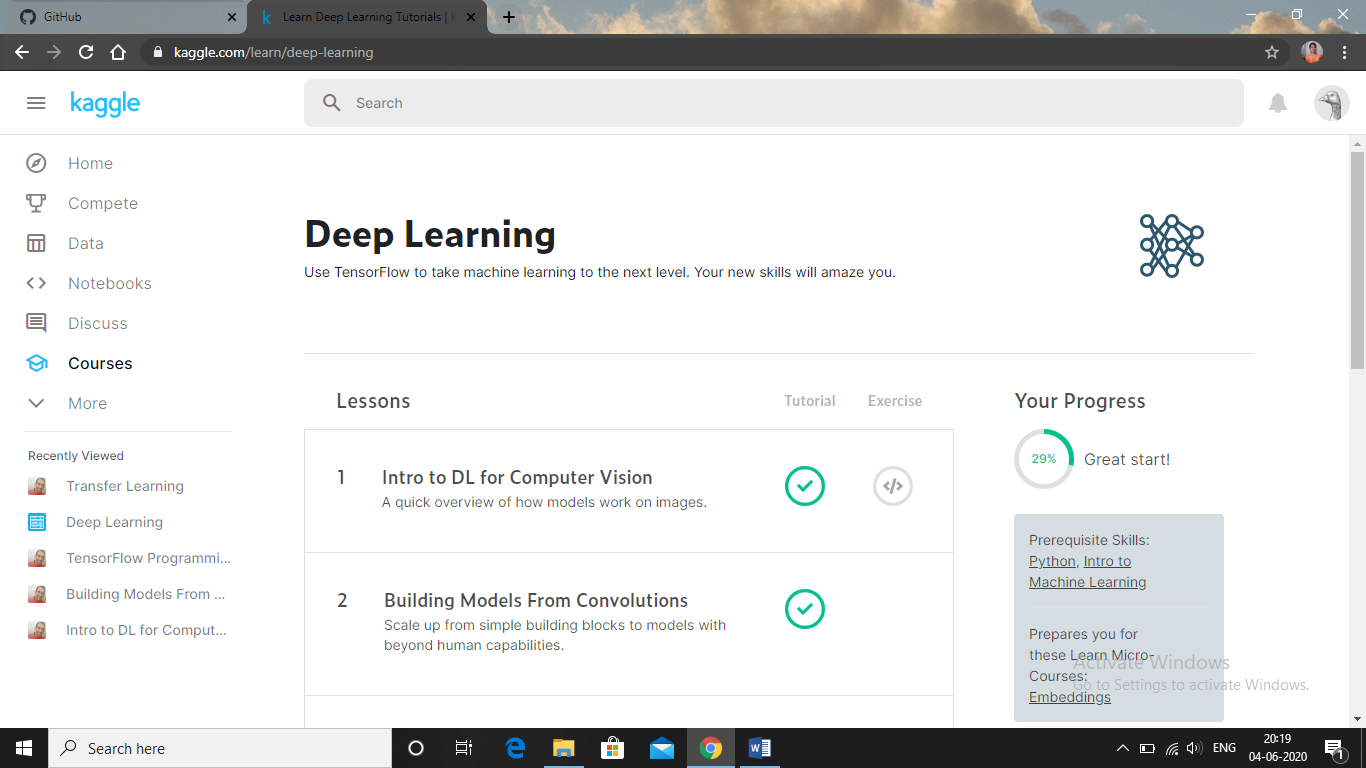 GitHub
Learn Deep Learning Tutorials | K
kaggle.com/learn/deep-learning
kaggle
Search
Home
Compete
Data
Notebooks
Discuss
Courses
More
Recently Viewed
Transfer Learning
Deep Learning
TensorFlow Programmi...
Building Models From ...
Intro to DL for Comput...
Deep Learning
Use TensorFlow to take machine learning to the next level. Your new skills will amaze you.
Lessons
Tutorial
Exercise
1
Intro to DL for Computer Vision
A quick overview of how models work on images.
2
Building Models From Convolutions
Scale up from simple building blocks to models with
beyond human capabilities.
Your Progress
29%
Great start!
Prerequisite Skills:
Python, Intro to
Machine Learning
Prepares you for
these Learn Micro-
Courses:
Embeddings
Activate Windows
Go to Settings to activate Windows.
Search here
ENG
20:19
04-06-2020
1